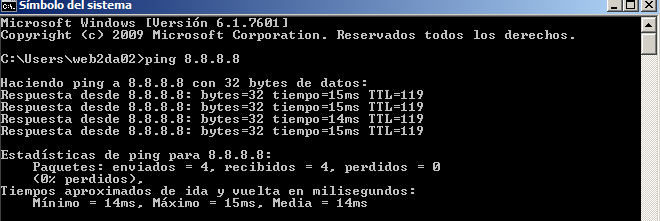 Símbolo del sistema
Microsoft Windows [Versión 6.1.7601]
Copyright (c) 2009 Microsoft Corporation. Reservados todos los derechos.
C:\Users\web2da02>ping 8.8.8.8
Haciendo ping a 8.8.8.8 con 32 bytes de datos:
Respuesta desde 8.8.8.8: bytes=32 tiempo=15ms TTL=119
Respuesta desde 8.8.8.8: bytes=32 tiempo=15ms TTL=119
Respuesta desde 8.8.8.8: bytes=32 tiempo=14ms TTL=119
Respuesta desde 8.8.8.8: bytes=32 tiempo=15ms TTL=119
Estadísticas de ping para 8.8.8.8:
Paquetes: enviados = 4, recibidos = 4, perdidos = 0
(0% perdidos),
Tiempos aproximados de ida y vuelta en milisegundos:
Mínimo = 14ms, Máximo = 15ms, Media = 14ms